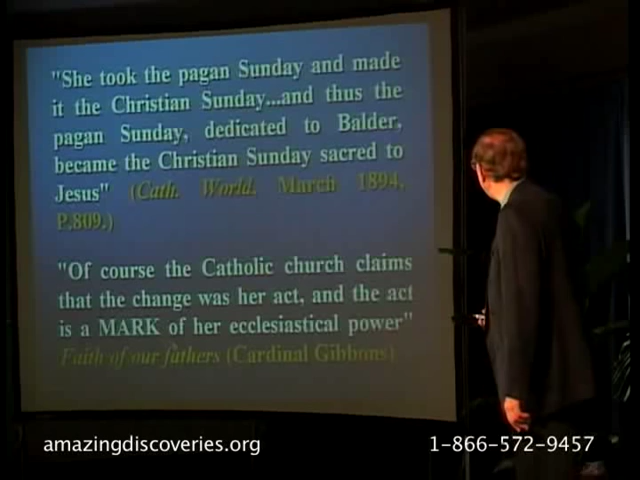 "She took the pagan Sunday and made
it the Christian Sunday...and thus the
pagan Sunday, dedicated to Balder,
became the Christian Sunday sacred to
Jesus" (Cath. World. March 1894,
P.809.)
"Of course the Catholic church claims
that the change was her act, and the act
is a MARK of her ecclesiastical power"
Faith of our fathers (Cardinal Gibbons)
amazingdiscoveries.org
1-866-572-9457